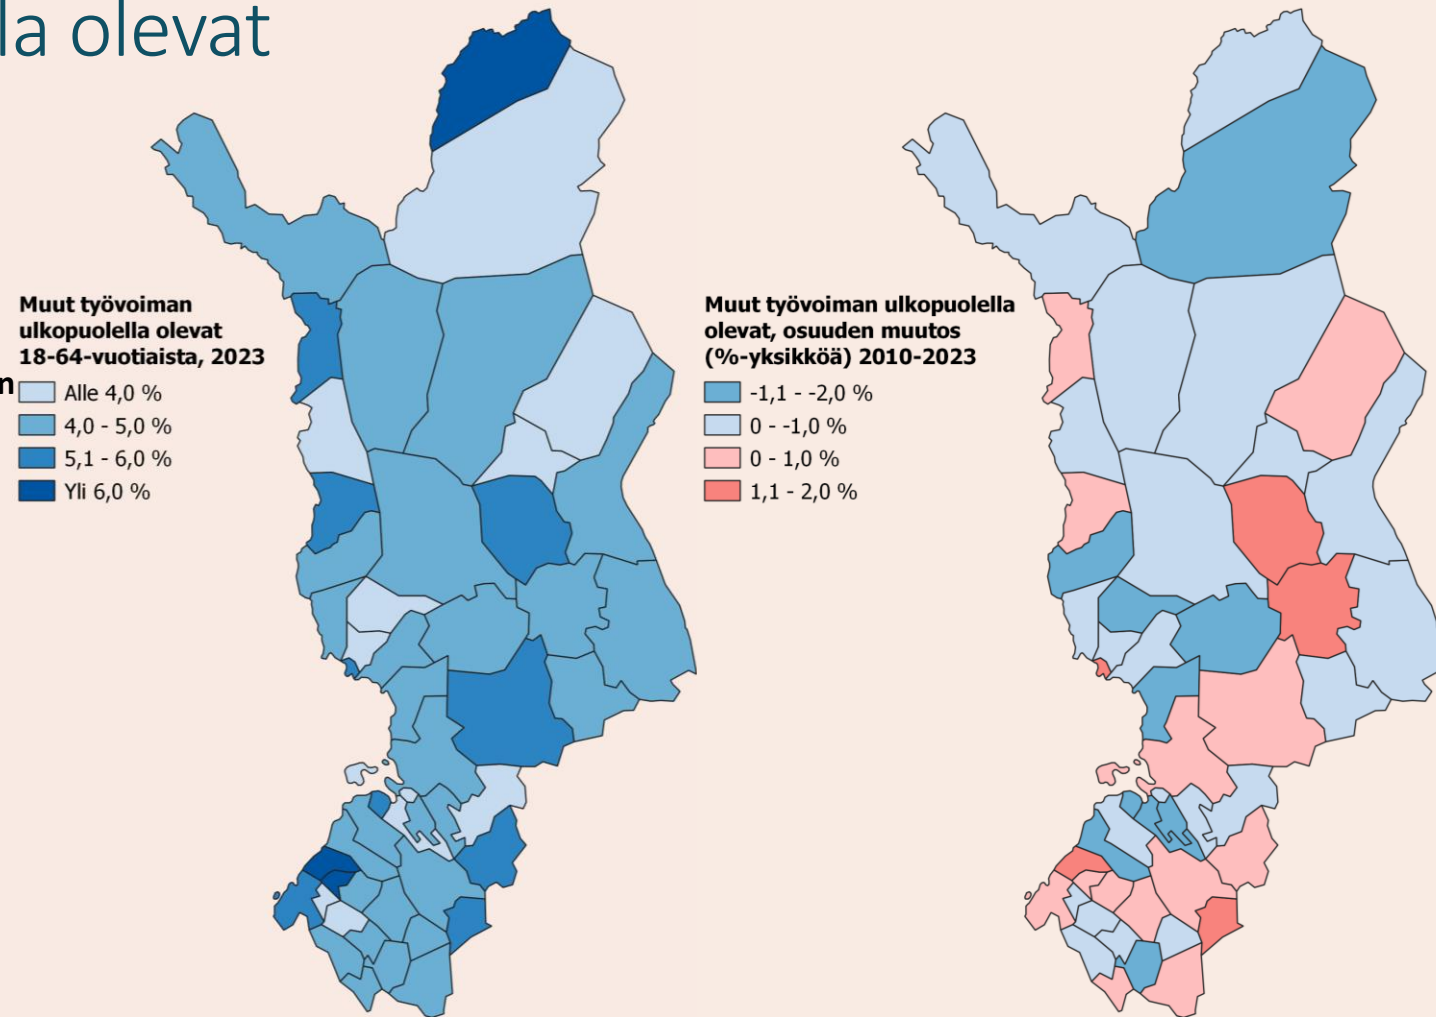 la olevat
Muut työvoiman
ulkopuolella olevat
18-64-vuotiaista, 2023
n
Alle 4,0 %
4,0 - 5,0 %
5,1 - 6,0 %
Yli 6,0 %
Muut työvoiman ulkopuolella
olevat, osuuden muutos
(%-yksikköä) 2010-2023
-1,1 - -2,0 %
0 - -1,0 %
0 - 1,0 %
1,1 - 2,0 %